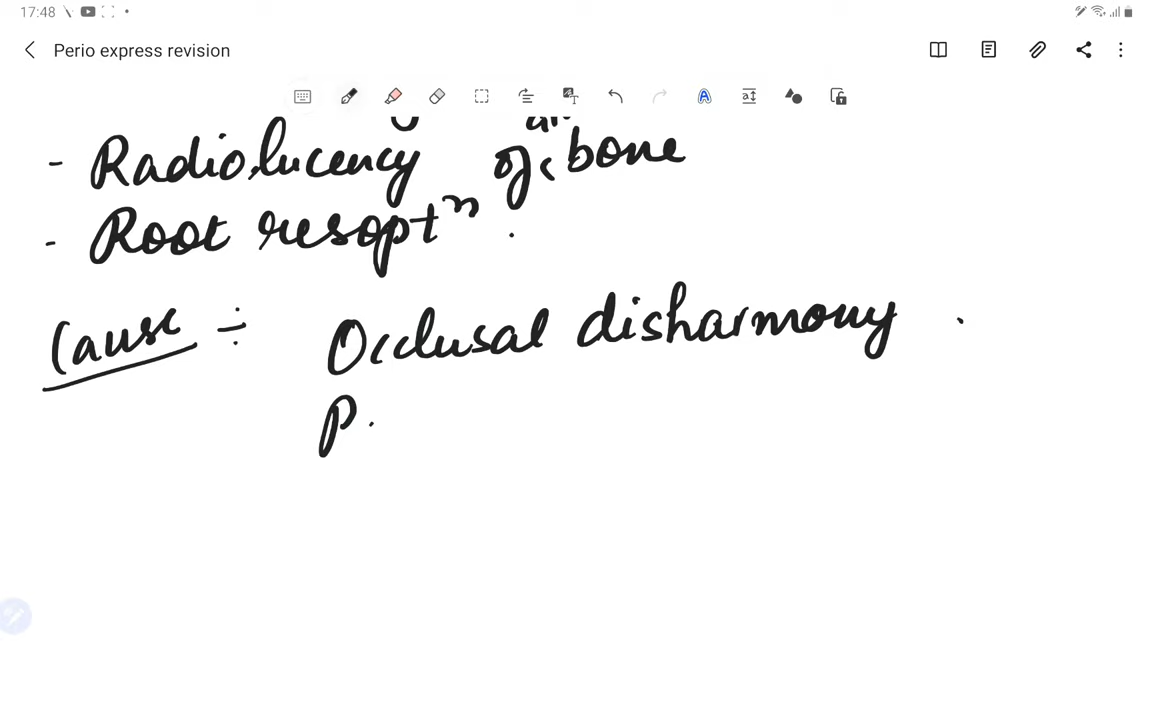 17:48
Perio express revision
- Radiolucency of bone
- Root resoptn .
Cause ÷ Occlusal disharmony .
P.